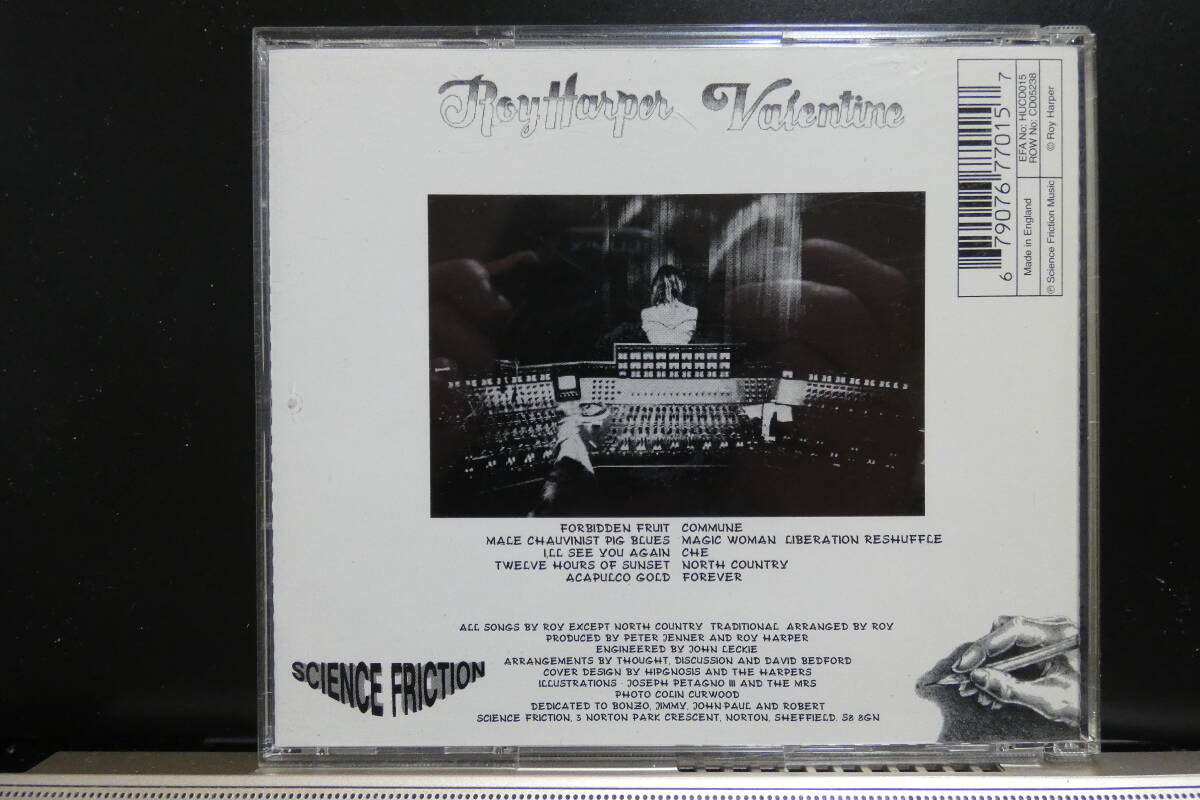 Roy Harper Valentine
6 79076 77015 7
EFA No: HUCD015
ROW No: CD05238
Made in England
© Roy Harper
℗ Science Friction Music
FORBIDDEN FRUIT COMMUNE
MALE CHAUVINIST PIG BLUES MAGIC WOMAN LIBERATION RESHUFFLE
I,LL SEE YOU AGAIN CHE
TWELVE HOURS OF SUNSET NORTH COUNTRY
ACAPULCO GOLD FOREVER
ALL SONGS BY ROY EXCEPT NORTH COUNTRY TRADITIONAL ARRANGED BY ROY
PRODUCED BY PETER JENNER AND ROY HARPER
ENGINEERED BY JOHN LECKIE
ARRANGEMENTS BY THOUGHT, DISCUSSION AND DAVID BEDFORD
COVER DESIGN BY HIPGNOSIS AND THE HARPERS
ILLUSTRATIONS · JOSEPH PETAGNO III AND THE MRS
PHOTO COLIN CURWOOD
DEDICATED TO BONZO, JIMMY, JOHN-PAUL AND ROBERT
SCIENCE FRICTION, 3 NORTON PARK CRESCENT, NORTON, SHEFFIELD, S8 8GN
SCIENCE FRICTION